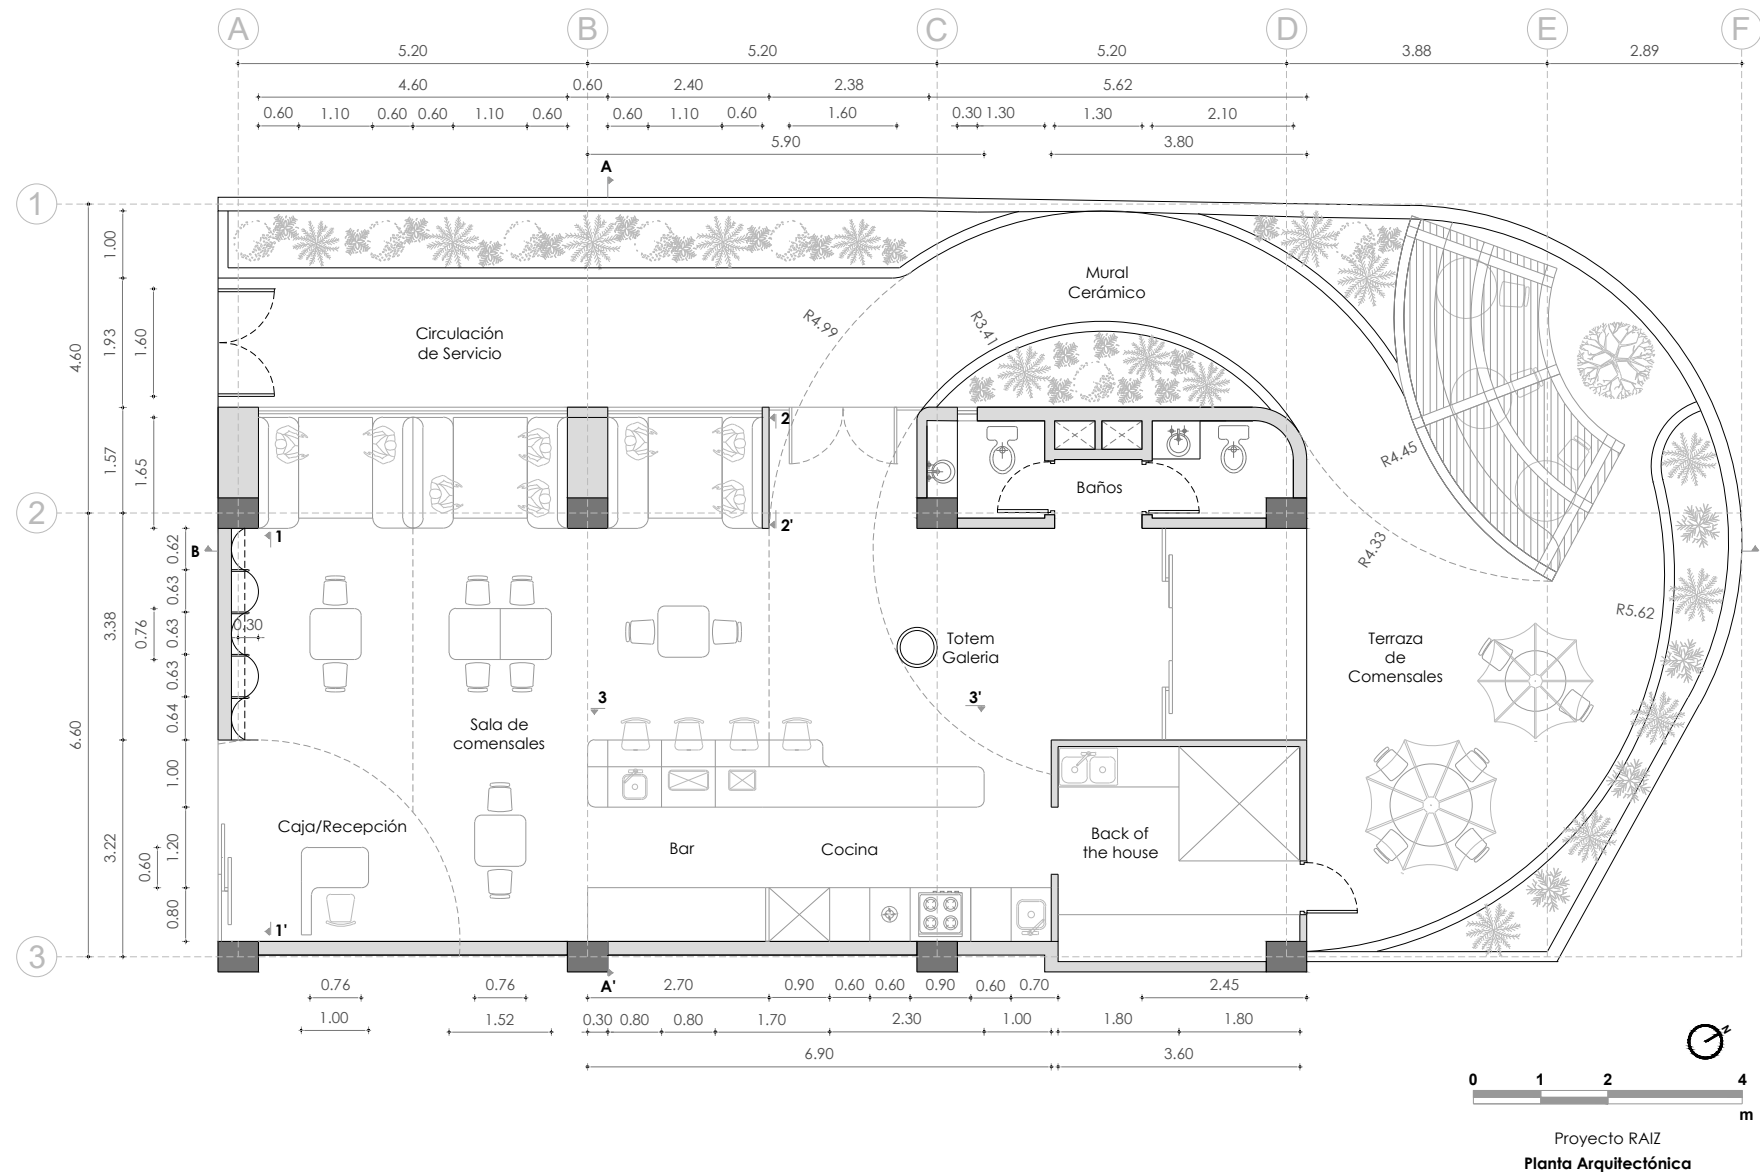 A B C D E F
5.20 5.20 5.20 3.88 2.89
4.60 0.60 2.40 2.38 5.62
0.60 1.10 0.60 0.60 1.10 0.60 0.60 1.10 0.60 1.60 0.30 1.30 1.30 2.10
5.90 3.80
A
1
1.00
Mural
Cerámico
4.60 1.93 1.60
Circulación
de Servicio
R4.99
R3.41
1.57 1.65
2
R4.45
Baños
2
2'
1
B
0.62
R4.33
0.63
3.38 0.76 0.63 0.30
R5.62
Totem
Galeria
Terraza
de
Comensales
0.63
3 3'
0.64
6.60
Sala de
comensales
1.00
Caja/Recepción
3.22 0.60 1.20
Bar
Cocina
Back of
the house
0.80
1'
3
A'
0.76 0.76 2.70 0.90 0.60 0.60 0.90 0.60 0.70 2.45
1.00 1.52 0.30 0.80 0.80 1.70 2.30 1.00 1.80 1.80
6.90 3.60
N
0 1 2 4
m
Proyecto RAIZ
Planta Arquitectónica